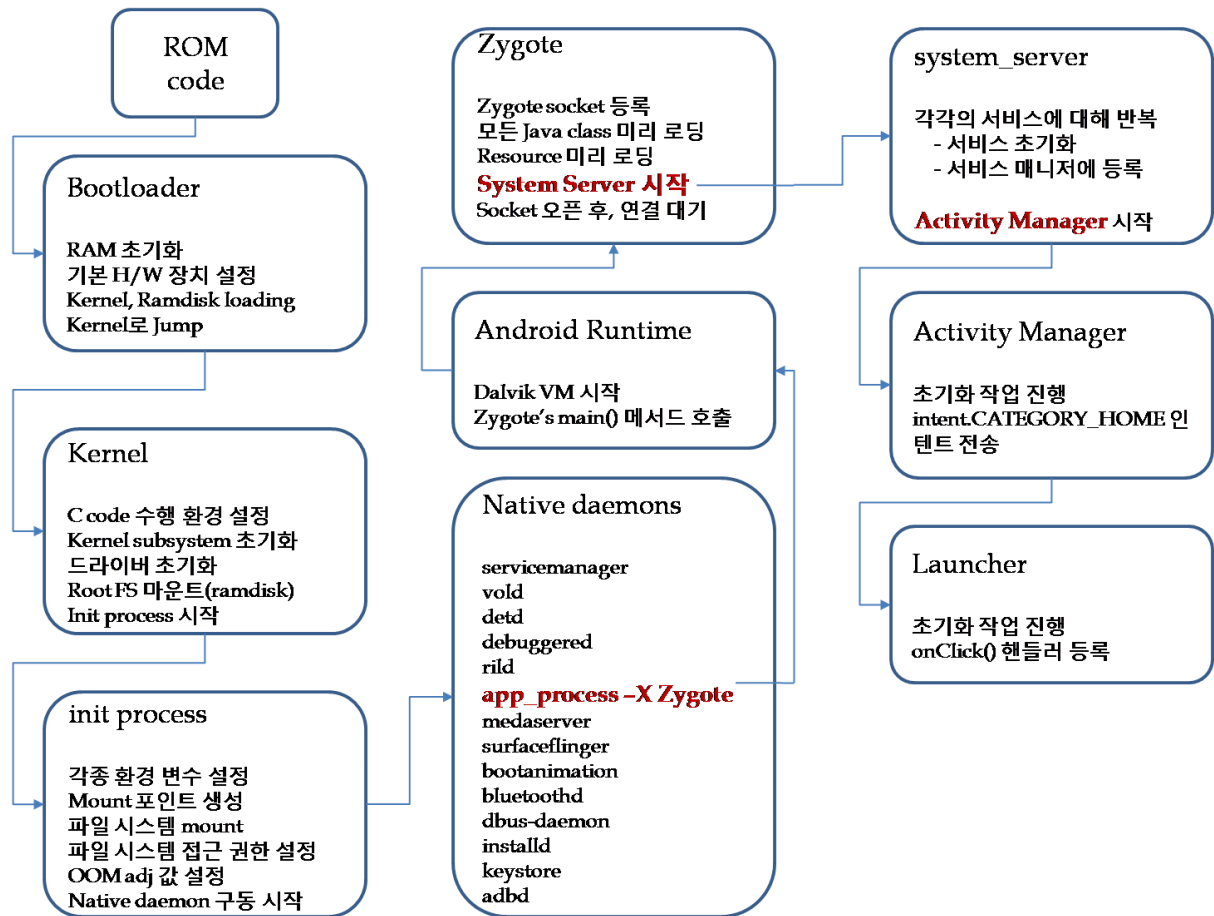 ROM
code
Bootloader
RAM 초기화
기본 H/W 장치 설정
Kernel, Ramdisk loading
Kernel로 Jump
Kernel
C code 수행 환경 설정
Kernel subsystem 초기화
드라이버 초기화
Root FS 마운트(ramdisk)
Init process 시작
init process
각종 환경 변수 설정
Mount 포인트 생성
파일 시스템 mount
파일 시스템 접근 권한 설정
OOM adj 값 설정
Native daemon 구동 시작
Native daemons
servicemanager
vold
detd
debuggered
rild
app_process –X Zygote
medaserver
surfaceflinger
bootanimation
bluetoothd
dbus-daemon
installd
keystore
adbd
Android Runtime
Dalvik VM 시작
Zygote's main() 메서드 호출
Zygote
Zygote socket 등록
모든 Java class 미리 로딩
Resource 미리 로딩
System Server 시작
Socket 오픈 후, 연결 대기
system_server
각각의 서비스에 대해 반복
- 서비스 초기화
- 서비스 매니저에 등록
Activity Manager 시작
Activity Manager
초기화 작업 진행
intent.CATEGORY_HOME 인
텐트 전송
Launcher
초기화 작업 진행
onClick() 핸들러 등록